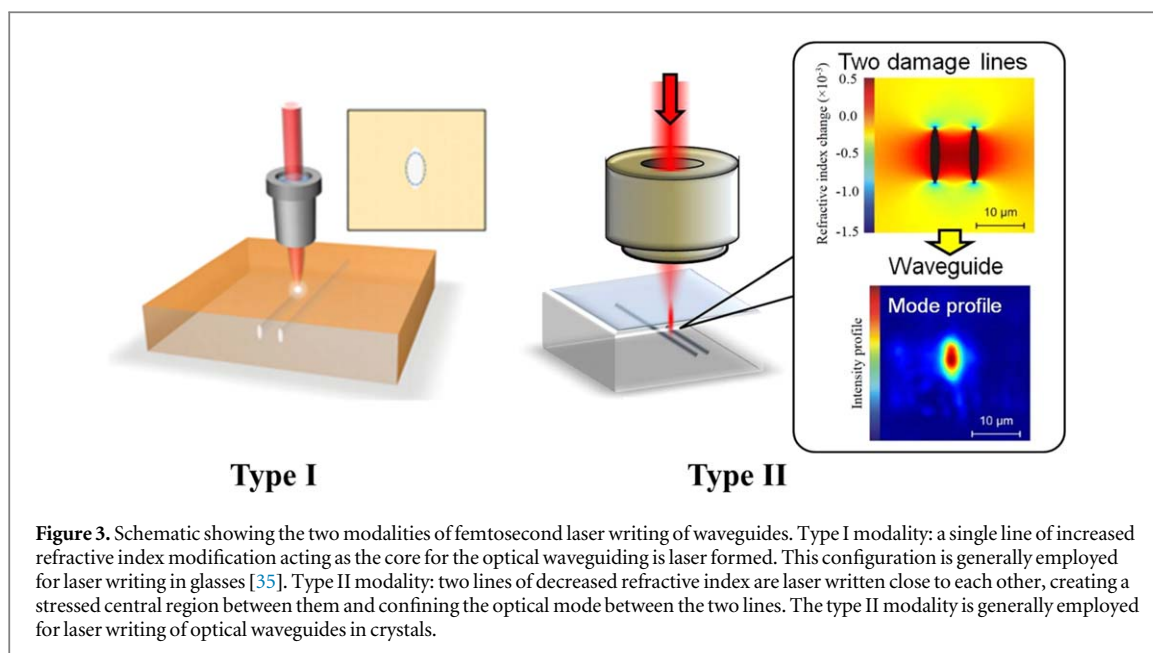 Two damage lines
Refractive index change (×10⁻³)
0.5
0.0
-0.5
-1.0
-1.5
10 µm
Waveguide
Mode profile
Intensity profile
10 µm
Type I
Type II
Figure 3. Schematic showing the two modalities of femtosecond laser writing of waveguides. Type I modality: a single line of increased
refractive index modification acting as the core for the optical waveguiding is laser formed. This configuration is generally employed
for laser writing in glasses [35]. Type II modality: two lines of decreased refractive index are laser written close to each other, creating a
stressed central region between them and confining the optical mode between the two lines. The type II modality is generally employed
for laser writing of optical waveguides in crystals.